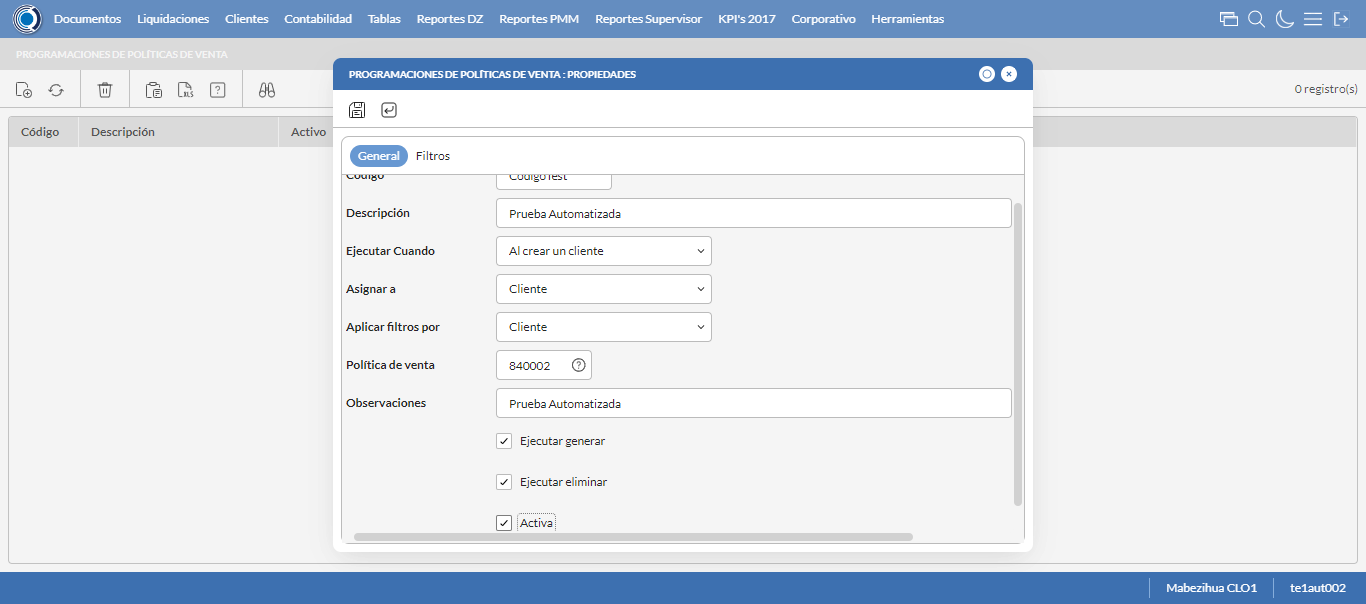 Documentos Liquidaciones Clientes Contabilidad Tablas Reportes DZ Reportes PMM Reportes Supervisor KPI's 2017 Corporativo Herramientas
PROGRAMACIONES DE POLÍTICAS DE VENTA
PROGRAMACIONES DE POLÍTICAS DE VENTA : PROPIEDADES
XLS
0 registro(s)
Código Descripción Activo
General Filtros
Código CodigoTest
Descripción Prueba Automatizada
Ejecutar Cuando Al crear un cliente
Asignar a Cliente
Aplicar filtros por Cliente
Política de venta 840002
Observaciones Prueba Automatizada
Ejecutar generar
Ejecutar eliminar
Activa
Mabezihua CLO1 te1aut002